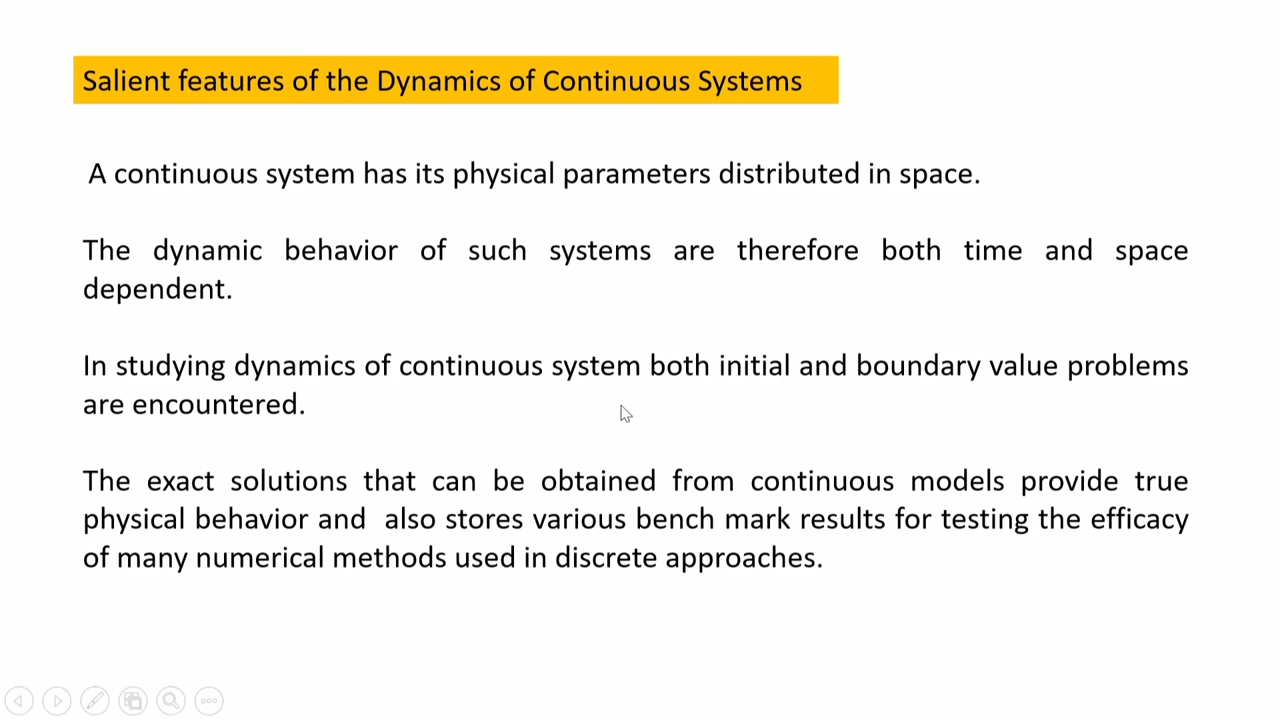 Salient features of the Dynamics of Continuous Systems
A continuous system has its physical parameters distributed in space.
The dynamic behavior of such systems are therefore both time and space
dependent.
In studying dynamics of continuous system both initial and boundary value problems
are encountered.
The exact solutions that can be obtained from continuous models provide true
physical behavior and also stores various bench mark results for testing the efficacy
of many numerical methods used in discrete approaches.